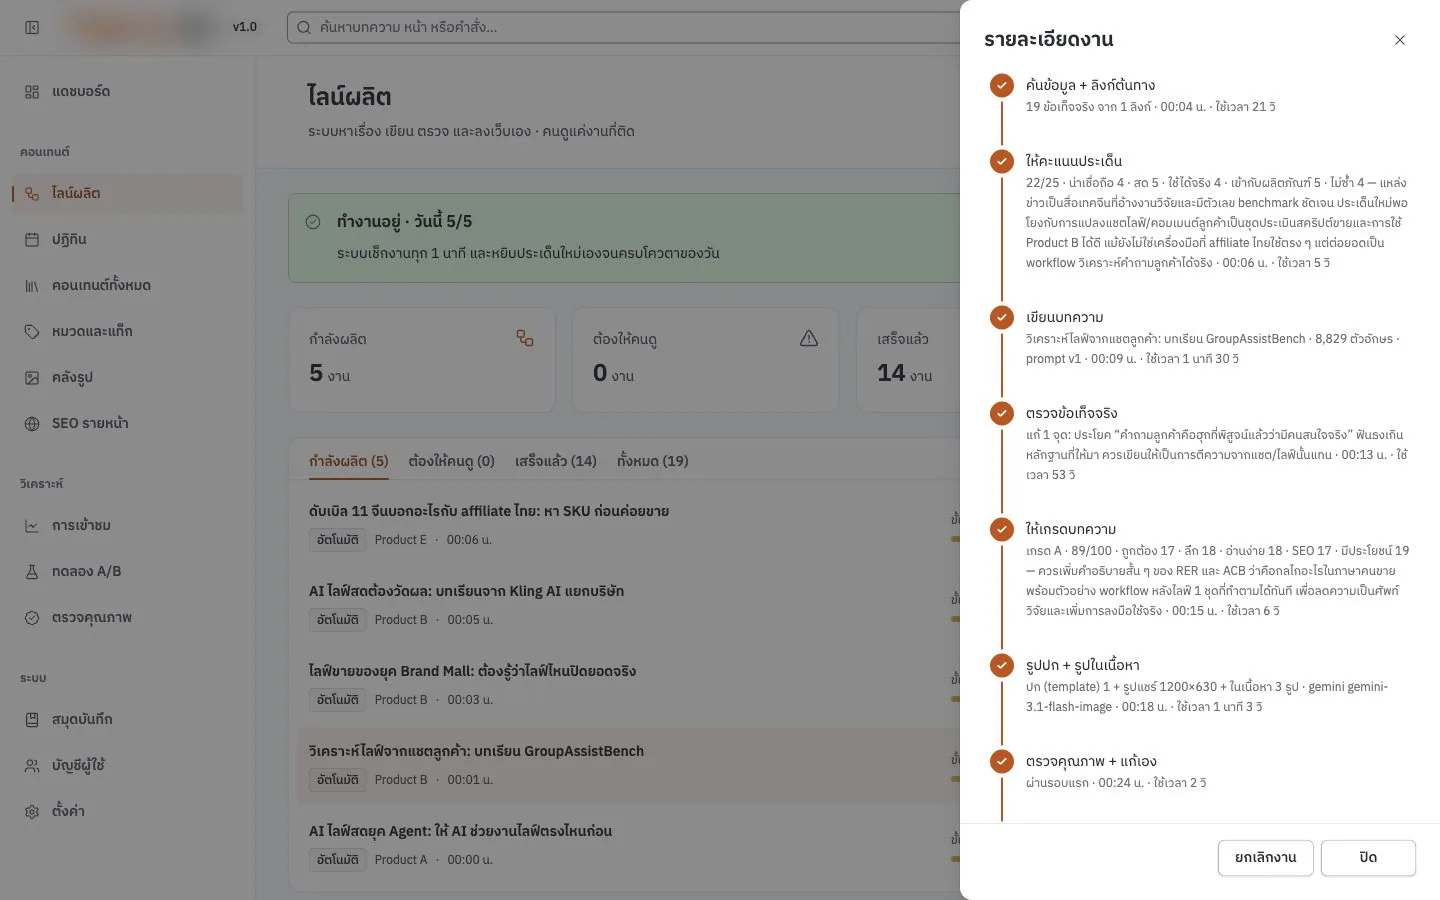 v1.0
ค้นหาบทความ หน้า หรือคำสั่ง...
แดชบอร์ด
คอนเทนต์
ไลน์ผลิต
ปฏิทิน
คอนเทนต์ทั้งหมด
หมวดและแท็ก
คลังรูป
SEO รายหน้า
วิเคราะห์
การเข้าชม
ทดลอง A/B
ตรวจคุณภาพ
ระบบ
สมุดบันทึก
บัญชีผู้ใช้
ตั้งค่า
ไลน์ผลิต
ระบบหาเรื่อง เขียน ตรวจ และลงเว็บเอง · คนดูแค่งานที่ติด
ทำงานอยู่ · วันนี้ 5/5
ระบบเช็กงานทุก 1 นาที และหยิบประเด็นใหม่เองจนครบโควตาของวัน
กำลังผลิต
5 งาน
ต้องให้คนดู
0 งาน
เสร็จแล้ว
14 งาน
กำลังผลิต (5) ต้องให้คนดู (0) เสร็จแล้ว (14) ทั้งหมด (19)
ดับเบิล 11 จีนบอกอะไรกับ affiliate ไทย: หา SKU ก่อนค่อยขาย
อัตโนมัติ Product E · 00:06 น.
AI ไลฟ์สดต้องวัดผล: บทเรียนจาก Kling AI แยกบริษัท
อัตโนมัติ Product B · 00:05 น.
ไลฟ์ขายของยุค Brand Mall: ต้องรู้ว่าไลฟ์ไหนปิดยอดจริง
อัตโนมัติ Product B · 00:03 น.
วิเคราะห์ไลฟ์จากแชตลูกค้า: บทเรียน GroupAssistBench
อัตโนมัติ Product B · 00:01 น.
AI ไลฟ์สดยุค Agent: ให้ AI ช่วยงานไลฟ์ตรงไหนก่อน
อัตโนมัติ Product A · 00:00 น.
รายละเอียดงาน
ค้นข้อมูล + ลิงก์ต้นทาง
19 ข้อเท็จจริง จาก 1 ลิงก์ · 00:04 น. · ใช้เวลา 21 วิ
ให้คะแนนประเด็น
22/25 · น่าเชื่อถือ 4 · สด 5 · ใช้ได้จริง 4 · เข้ากับผลิตภัณฑ์ 5 · ไม่ซ้ำ 4 — แหล่ง
ข่าวเป็นสื่อเทคจีนที่อ้างงานวิจัยและมีตัวเลข benchmark ชัดเจน ประเด็นใหม่พอ
โยงกับการแปลงแชตไลฟ์/คอมเมนต์ลูกค้าเป็นชุดประเมินสคริปต์ขายและการใช้
Product B ได้ดี แม้ยังไม่ใช่เครื่องมือที่ affiliate ไทยใช้ตรง ๆ แต่ต่อยอดเป็น
workflow วิเคราะห์คำถามลูกค้าได้จริง · 00:06 น. · ใช้เวลา 5 วิ
เขียนบทความ
วิเคราะห์ไลฟ์จากแชตลูกค้า: บทเรียน GroupAssistBench · 8,829 ตัวอักษร ·
prompt v1 · 00:09 น. · ใช้เวลา 1 นาที 30 วิ
ตรวจข้อเท็จจริง
แก้ 1 จุด: ประโยค “คำถามลูกค้าคือฮุกที่พิสูจน์แล้วว่ามีคนสนใจจริง” ฟันธงเกิน
หลักฐานที่ให้มา ควรเขียนให้เป็นการตีความจากแชต/ไลฟ์นั้นแทน · 00:13 น. · ใช้
เวลา 53 วิ
ให้เกรดบทความ
เกรด A · 89/100 · ถูกต้อง 17 · ลึก 18 · อ่านง่าย 18 · SEO 17 · มีประโยชน์ 19
— ควรเพิ่มคำอธิบายสั้น ๆ ของ RER และ ACB ว่าคือกลไกอะไรในภาษาคนขาย
พร้อมตัวอย่าง workflow หลังไลฟ์ 1 ชุดที่ทำตามได้ทันที เพื่อลดความเป็นศัพท์
วิจัยและเพิ่มการลงมือใช้จริง · 00:15 น. · ใช้เวลา 6 วิ
รูปปก + รูปในเนื้อหา
ปก (template) 1 + รูปแชร์ 1200×630 + ในเนื้อหา 3 รูป · gemini gemini-
3.1-flash-image · 00:18 น. · ใช้เวลา 1 นาที 3 วิ
ตรวจคุณภาพ + แก้เอง
ผ่านรอบแรก · 00:24 น. · ใช้เวลา 2 วิ
ยกเลิกงาน
ปิด